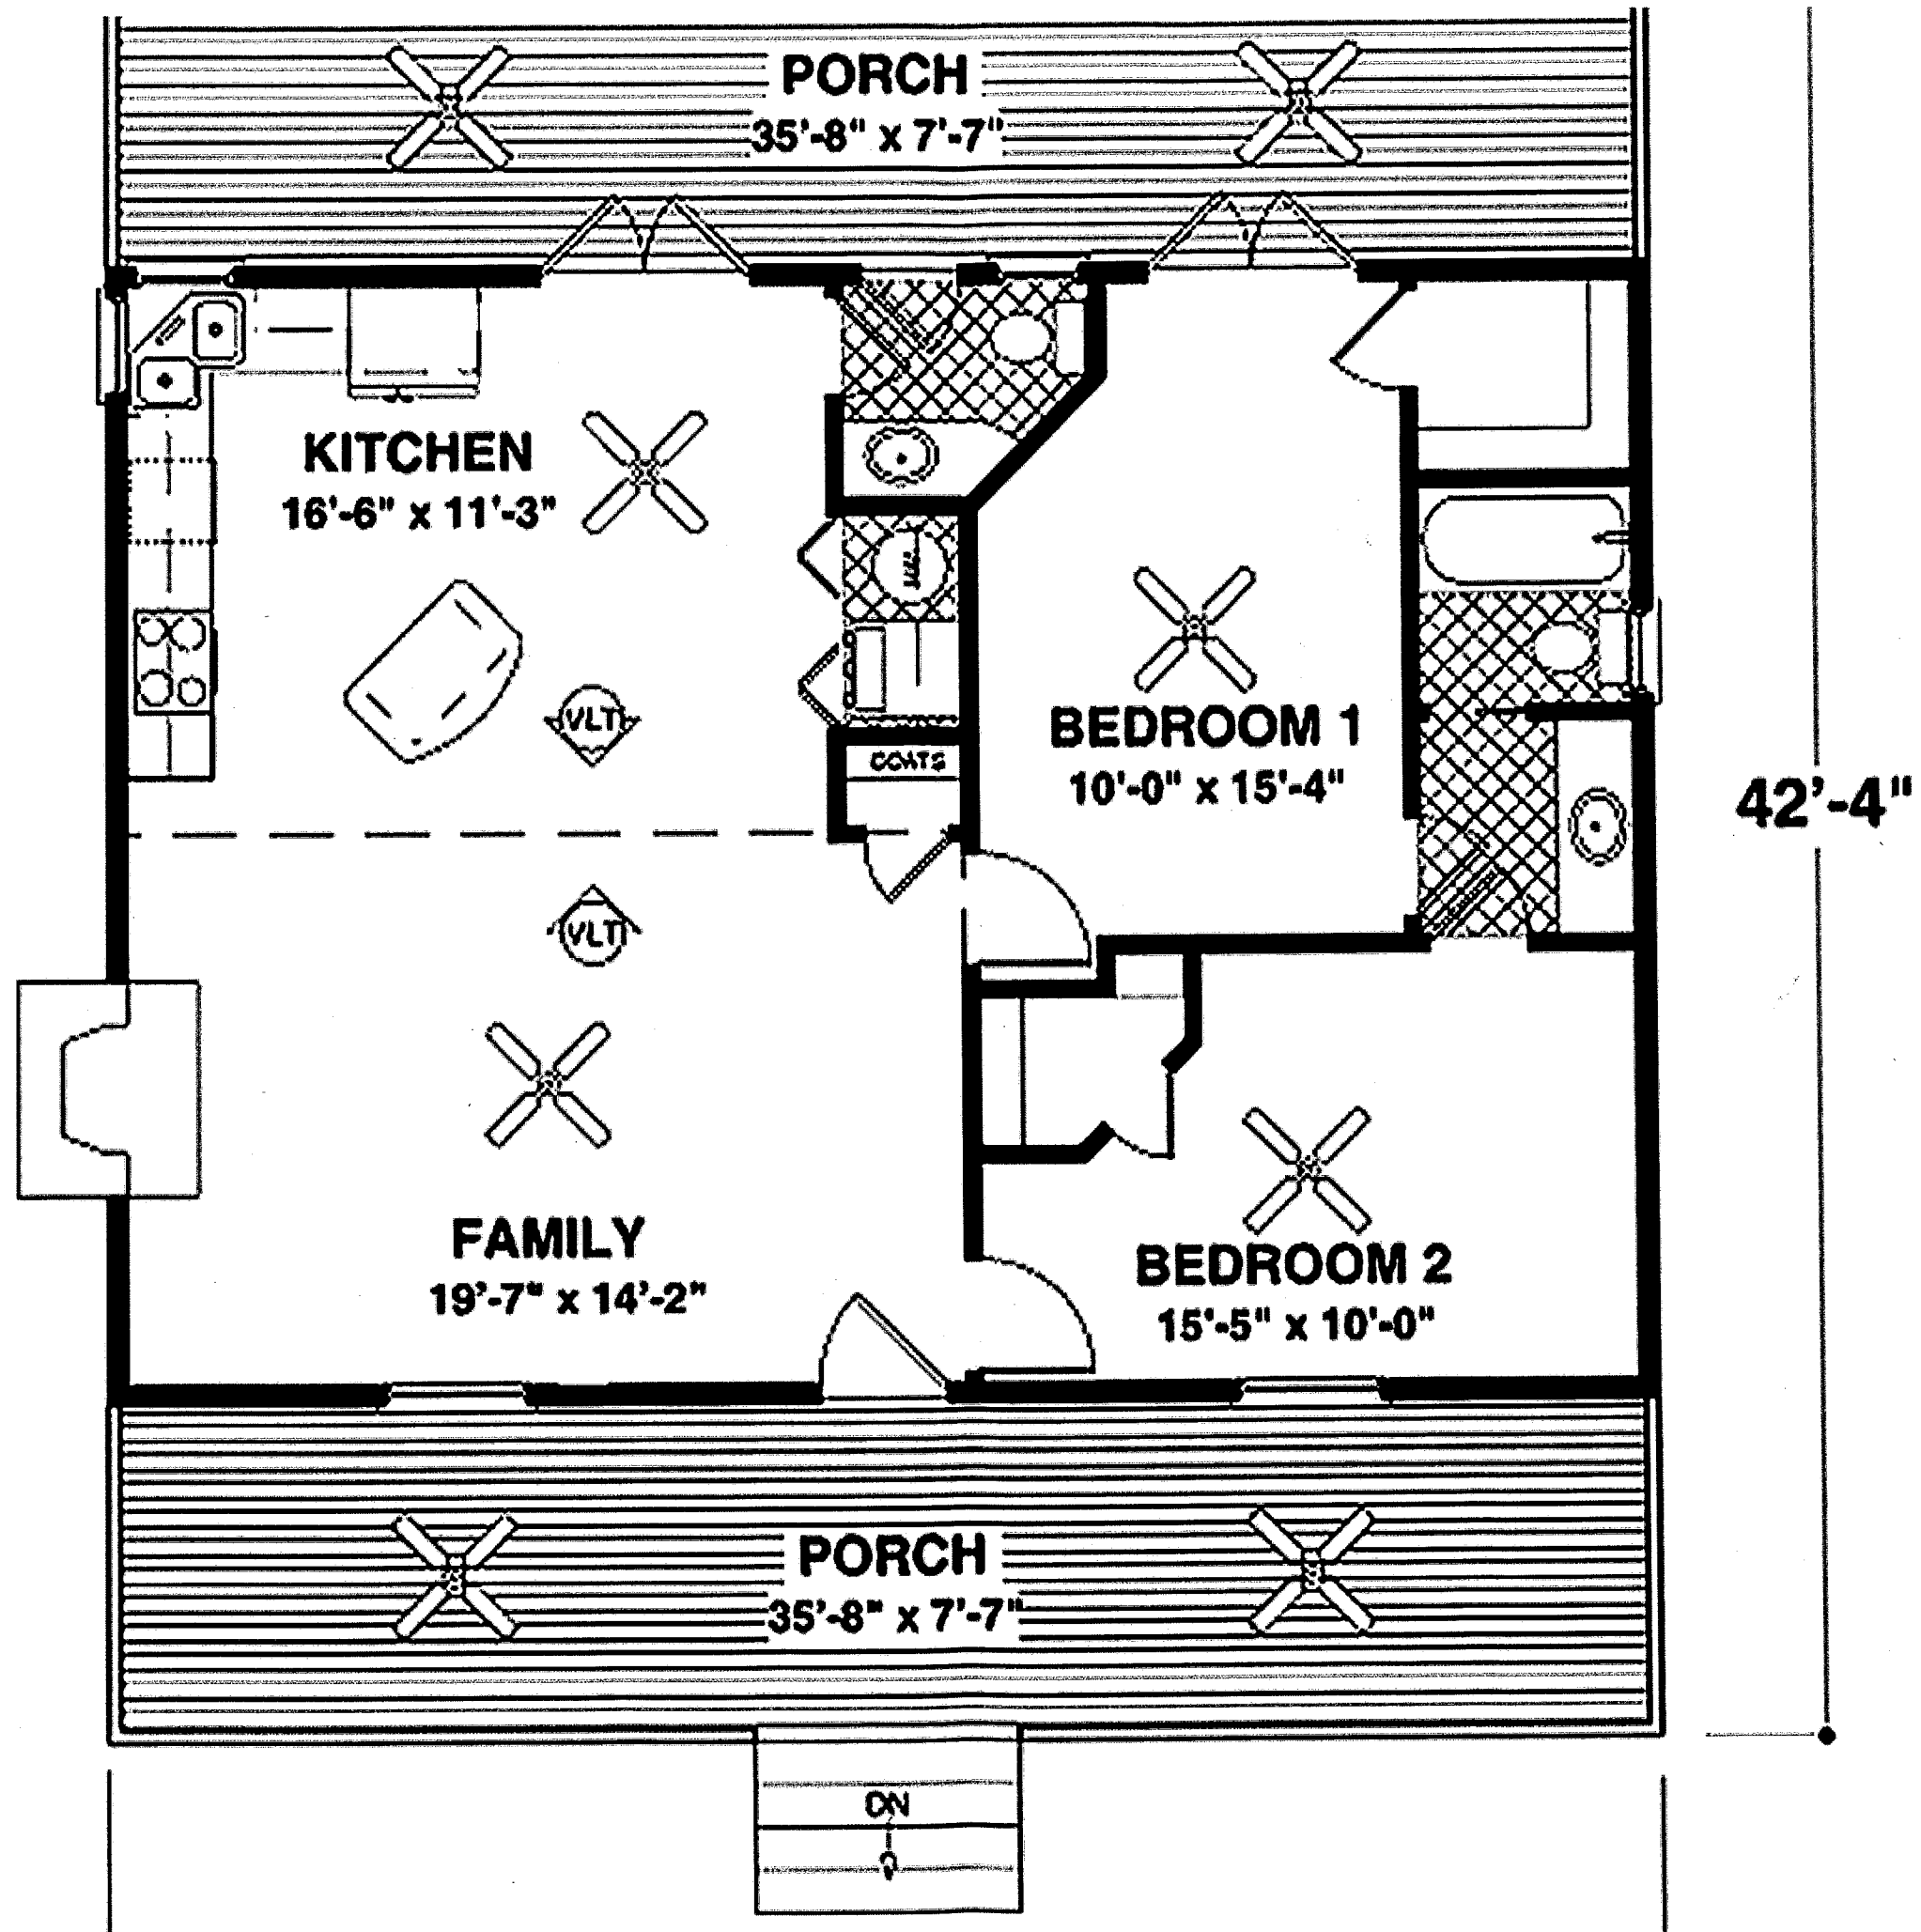 PORCH
35'-8" x 7'-7"
KITCHEN
16'-6" x 11'-3"
VLT
COATS
BEDROOM 1
10'-0" x 15'-4"
42'-4"
VLT
FAMILY
19'-7" x 14'-2"
BEDROOM 2
15'-5" x 10'-0"
PORCH
35'-8" x 7'-7"
DN